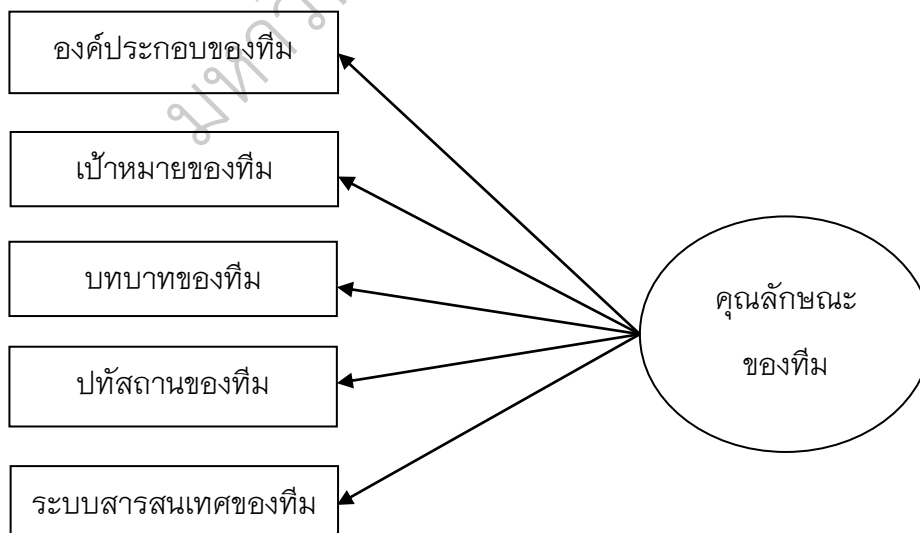 องค์ประกอบของทีม
เป้าหมายของทีม
บทบาทของทีม
ปทัสถานของทีม
ระบบสารสนเทศของทีม
คุณลักษณะ
ของทีม